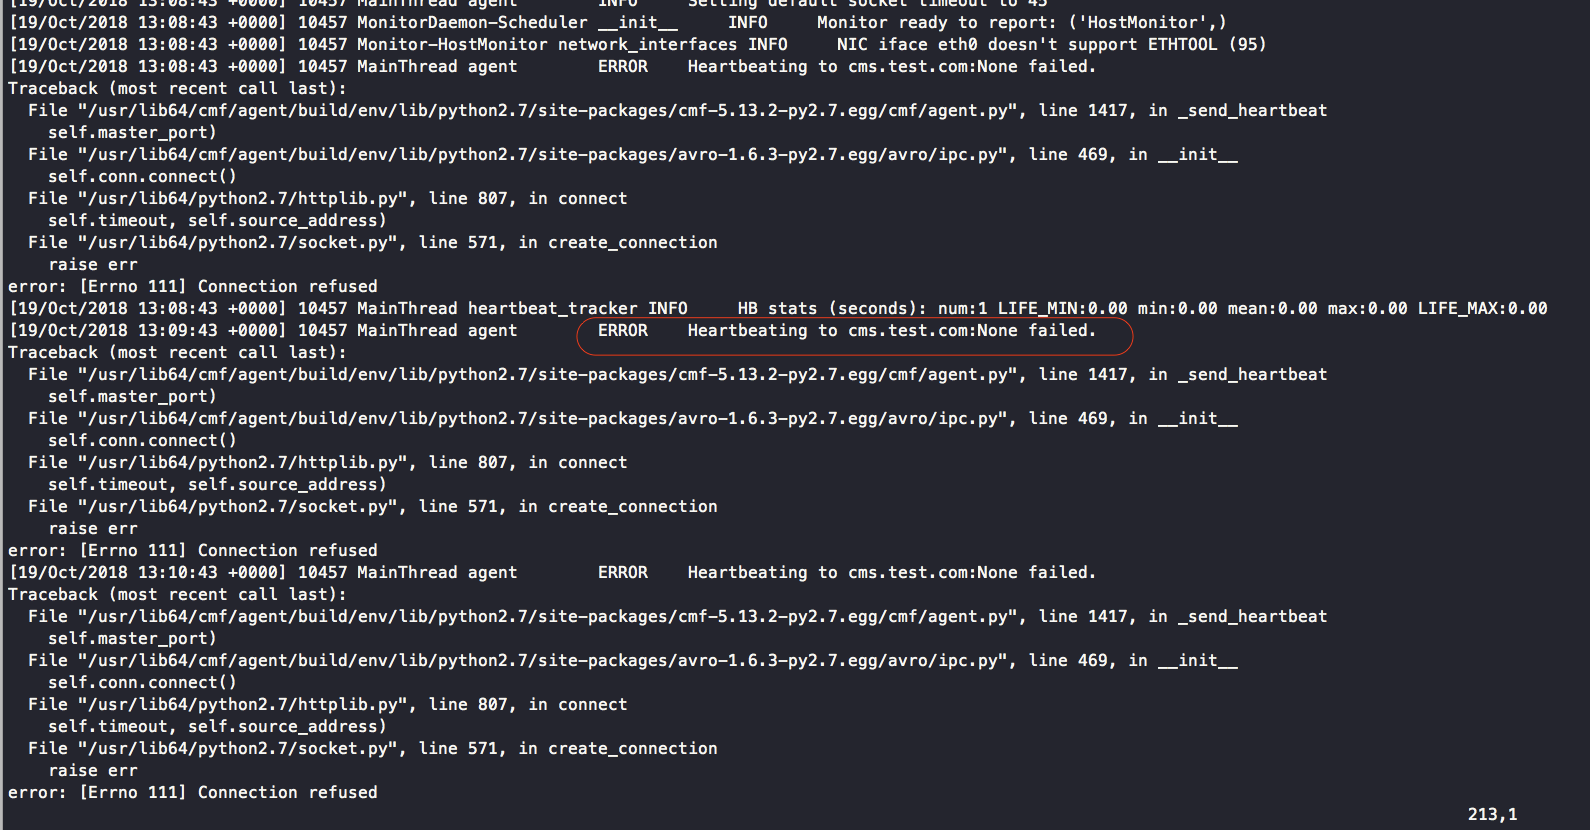 [19/Oct/2018 13:08:43 +0000] 10457 MainThread agent        INFO     Setting default socket timeout to 45
[19/Oct/2018 13:08:43 +0000] 10457 MonitorDaemon-Scheduler __init__     INFO     Monitor ready to report: ('HostMonitor',)
[19/Oct/2018 13:08:43 +0000] 10457 Monitor-HostMonitor network_interfaces INFO     NIC iface eth0 doesn't support ETHTOOL (95)
[19/Oct/2018 13:08:43 +0000] 10457 MainThread agent        ERROR    Heartbeating to cms.test.com:None failed.
Traceback (most recent call last):
  File "/usr/lib64/cmf/agent/build/env/lib/python2.7/site-packages/cmf-5.13.2-py2.7.egg/cmf/agent.py", line 1417, in _send_heartbeat
    self.master_port)
  File "/usr/lib64/cmf/agent/build/env/lib/python2.7/site-packages/avro-1.6.3-py2.7.egg/avro/ipc.py", line 469, in __init__
    self.conn.connect()
  File "/usr/lib64/python2.7/httplib.py", line 807, in connect
    self.timeout, self.source_address)
  File "/usr/lib64/python2.7/socket.py", line 571, in create_connection
    raise err
error: [Errno 111] Connection refused
[19/Oct/2018 13:08:43 +0000] 10457 MainThread heartbeat_tracker INFO     HB stats (seconds): num:1 LIFE_MIN:0.00 min:0.00 mean:0.00 max:0.00 LIFE_MAX:0.00
[19/Oct/2018 13:09:43 +0000] 10457 MainThread agent        ERROR    Heartbeating to cms.test.com:None failed.
Traceback (most recent call last):
  File "/usr/lib64/cmf/agent/build/env/lib/python2.7/site-packages/cmf-5.13.2-py2.7.egg/cmf/agent.py", line 1417, in _send_heartbeat
    self.master_port)
  File "/usr/lib64/cmf/agent/build/env/lib/python2.7/site-packages/avro-1.6.3-py2.7.egg/avro/ipc.py", line 469, in __init__
    self.conn.connect()
  File "/usr/lib64/python2.7/httplib.py", line 807, in connect
    self.timeout, self.source_address)
  File "/usr/lib64/python2.7/socket.py", line 571, in create_connection
    raise err
error: [Errno 111] Connection refused
[19/Oct/2018 13:10:43 +0000] 10457 MainThread agent        ERROR    Heartbeating to cms.test.com:None failed.
Traceback (most recent call last):
  File "/usr/lib64/cmf/agent/build/env/lib/python2.7/site-packages/cmf-5.13.2-py2.7.egg/cmf/agent.py", line 1417, in _send_heartbeat
    self.master_port)
  File "/usr/lib64/cmf/agent/build/env/lib/python2.7/site-packages/avro-1.6.3-py2.7.egg/avro/ipc.py", line 469, in __init__
    self.conn.connect()
  File "/usr/lib64/python2.7/httplib.py", line 807, in connect
    self.timeout, self.source_address)
  File "/usr/lib64/python2.7/socket.py", line 571, in create_connection
    raise err
error: [Errno 111] Connection refused
213,1